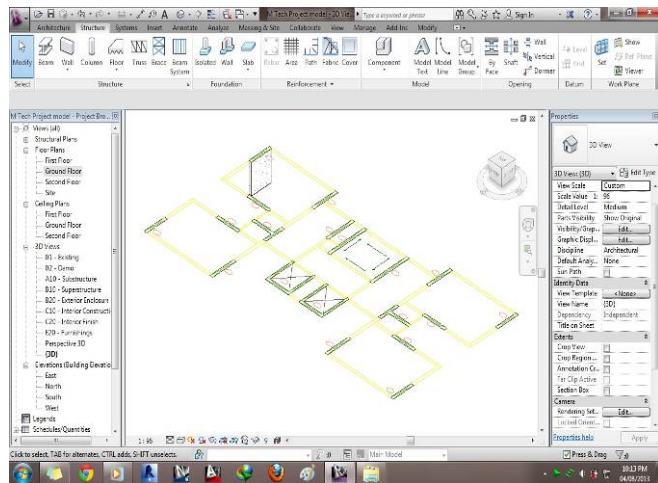 M Tech Project model - 3D View...
Type a keyword or phrase
Sign In
Architecture Structure Systems Insert Annotate Analyze Massing & Site Collaborate View Manage Add-Ins Modify
Modify Beam Wall Column Floor Truss Brace Beam System Isolated Wall Slab Rebar Area Path Fabric Cover Component Model Text Model Line Model Group By Face Shaft Wall Vertical Dormer Level Grid Set Show Ref Plane Viewer
Select Structure Foundation Reinforcement Model Opening Datum Work Plane
M Tech Project model - Project Bro...
Views (all)
Structural Plans
Floor Plans
First Floor
Ground Floor
Second Floor
Site
Ceiling Plans
First Floor
Ground Floor
Second Floor
3D Views
B1 - Existing
B2 - Demo
A10 - Substructure
B10 - Superstructure
B20 - Exterior Enclosure
C10 - Interior Constructi
C20 - Interior Finish
E20 - Furnishings
Perspective 3D
{3D}
Elevations (Building Elevatio
East
North
South
West
Legends
Schedules/Quantities
1 : 96
Properties
3D View
3D View: {3D} Edit Type
View Scale Custom
Scale Value 1: 96
Detail Level Medium
Parts Visibility Show Original
Visibility/Grap... Edit...
Graphic Displ... Edit...
Discipline Architectural
Default Analy... None
Sun Path
Identity Data
View Template <None>
View Name {3D}
Dependency Independent
Title on Sheet
Extents
Crop View
Crop Region ...
Annotation Cr...
Far Clip Active
Section Box
Camera
Rendering Set... Edit...
Locked Orient...
Properties help Apply
Click to select, TAB for alternates, CTRL adds, SHIFT unselects. :0 Main Model Press & Drag :0
10:13 PM
04/08/2013